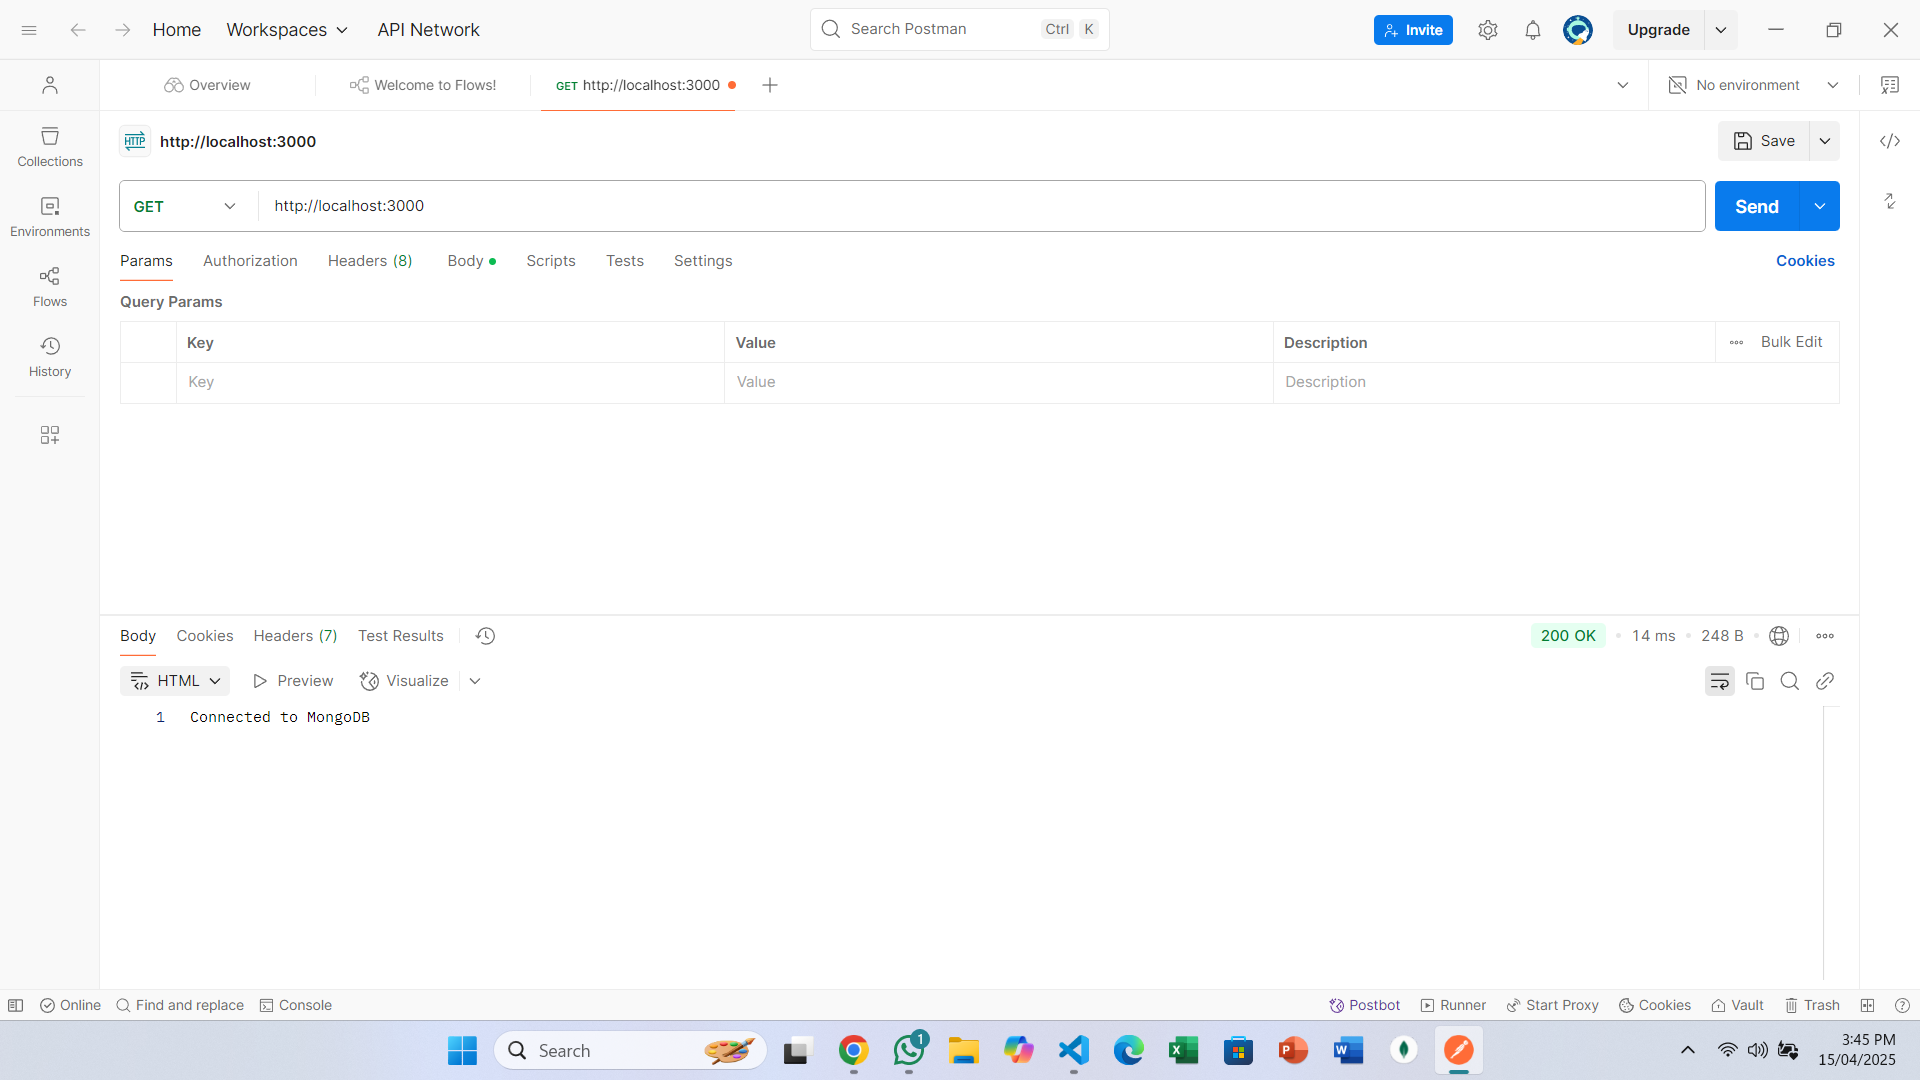 Home Workspaces API Network Search Postman Ctrl K Invite Upgrade
Overview Welcome to Flows! GET http://localhost:3000 No environment
HTTP http://localhost:3000 Save
Collections
GET http://localhost:3000 Send
Environments
Params Authorization Headers (8) Body Scripts Tests Settings Cookies
Flows
Query Params
Key Value Description Bulk Edit
History
Key Value Description
Body Cookies Headers (7) Test Results 200 OK 14 ms 248 B
HTML Preview Visualize
1 Connected to MongoDB
Online Find and replace Console Postbot Runner Start Proxy Cookies Vault Trash
Search 1 3:45 PM
15/04/2025